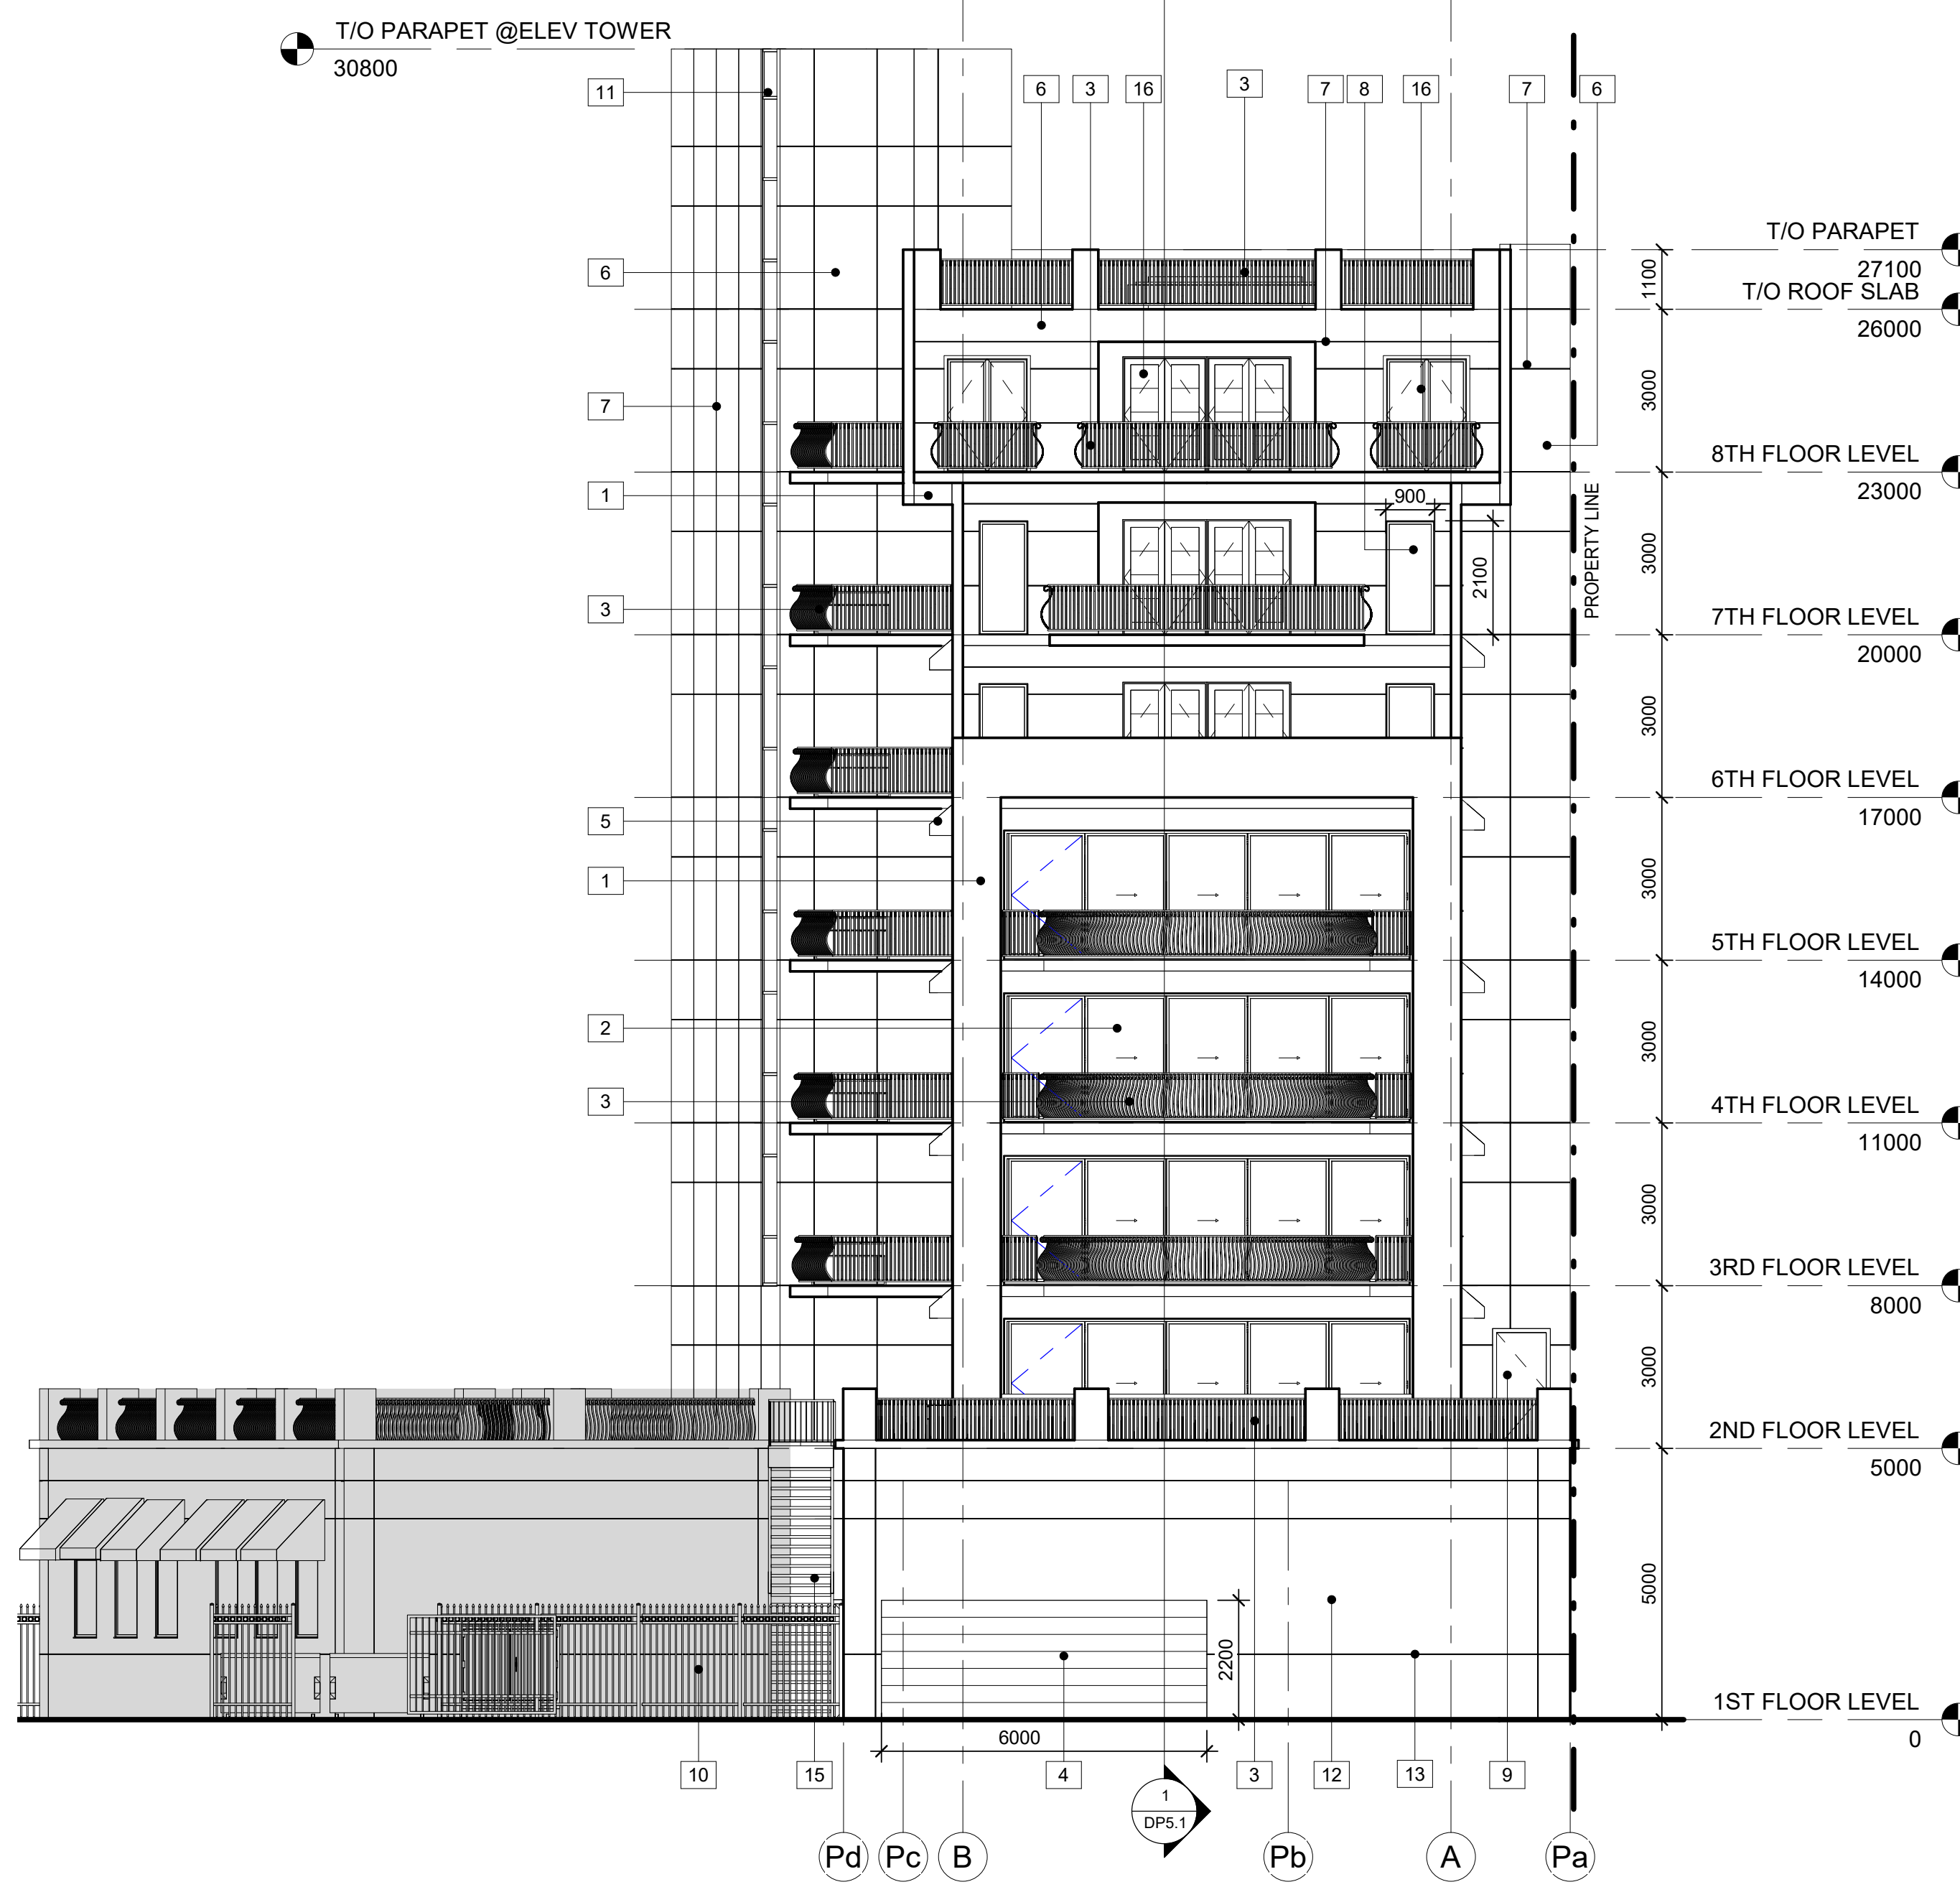 T/O PARAPET @ELEV TOWER
30800
11
6
3
16
3
7
8
16
7
6
T/O PARAPET
27100
1100
T/O ROOF SLAB
26000
6
3000
7
8TH FLOOR LEVEL
23000
1
900
PROPERTY LINE
3000
2100
3
7TH FLOOR LEVEL
20000
3000
6TH FLOOR LEVEL
17000
5
1
3000
5TH FLOOR LEVEL
14000
2
3000
3
4TH FLOOR LEVEL
11000
3000
3RD FLOOR LEVEL
8000
3000
2ND FLOOR LEVEL
5000
5000
2200
1ST FLOOR LEVEL
0
6000
10
15
4
3
12
13
9
1
DP5.1
Pd
Pc
B
Pb
A
Pa